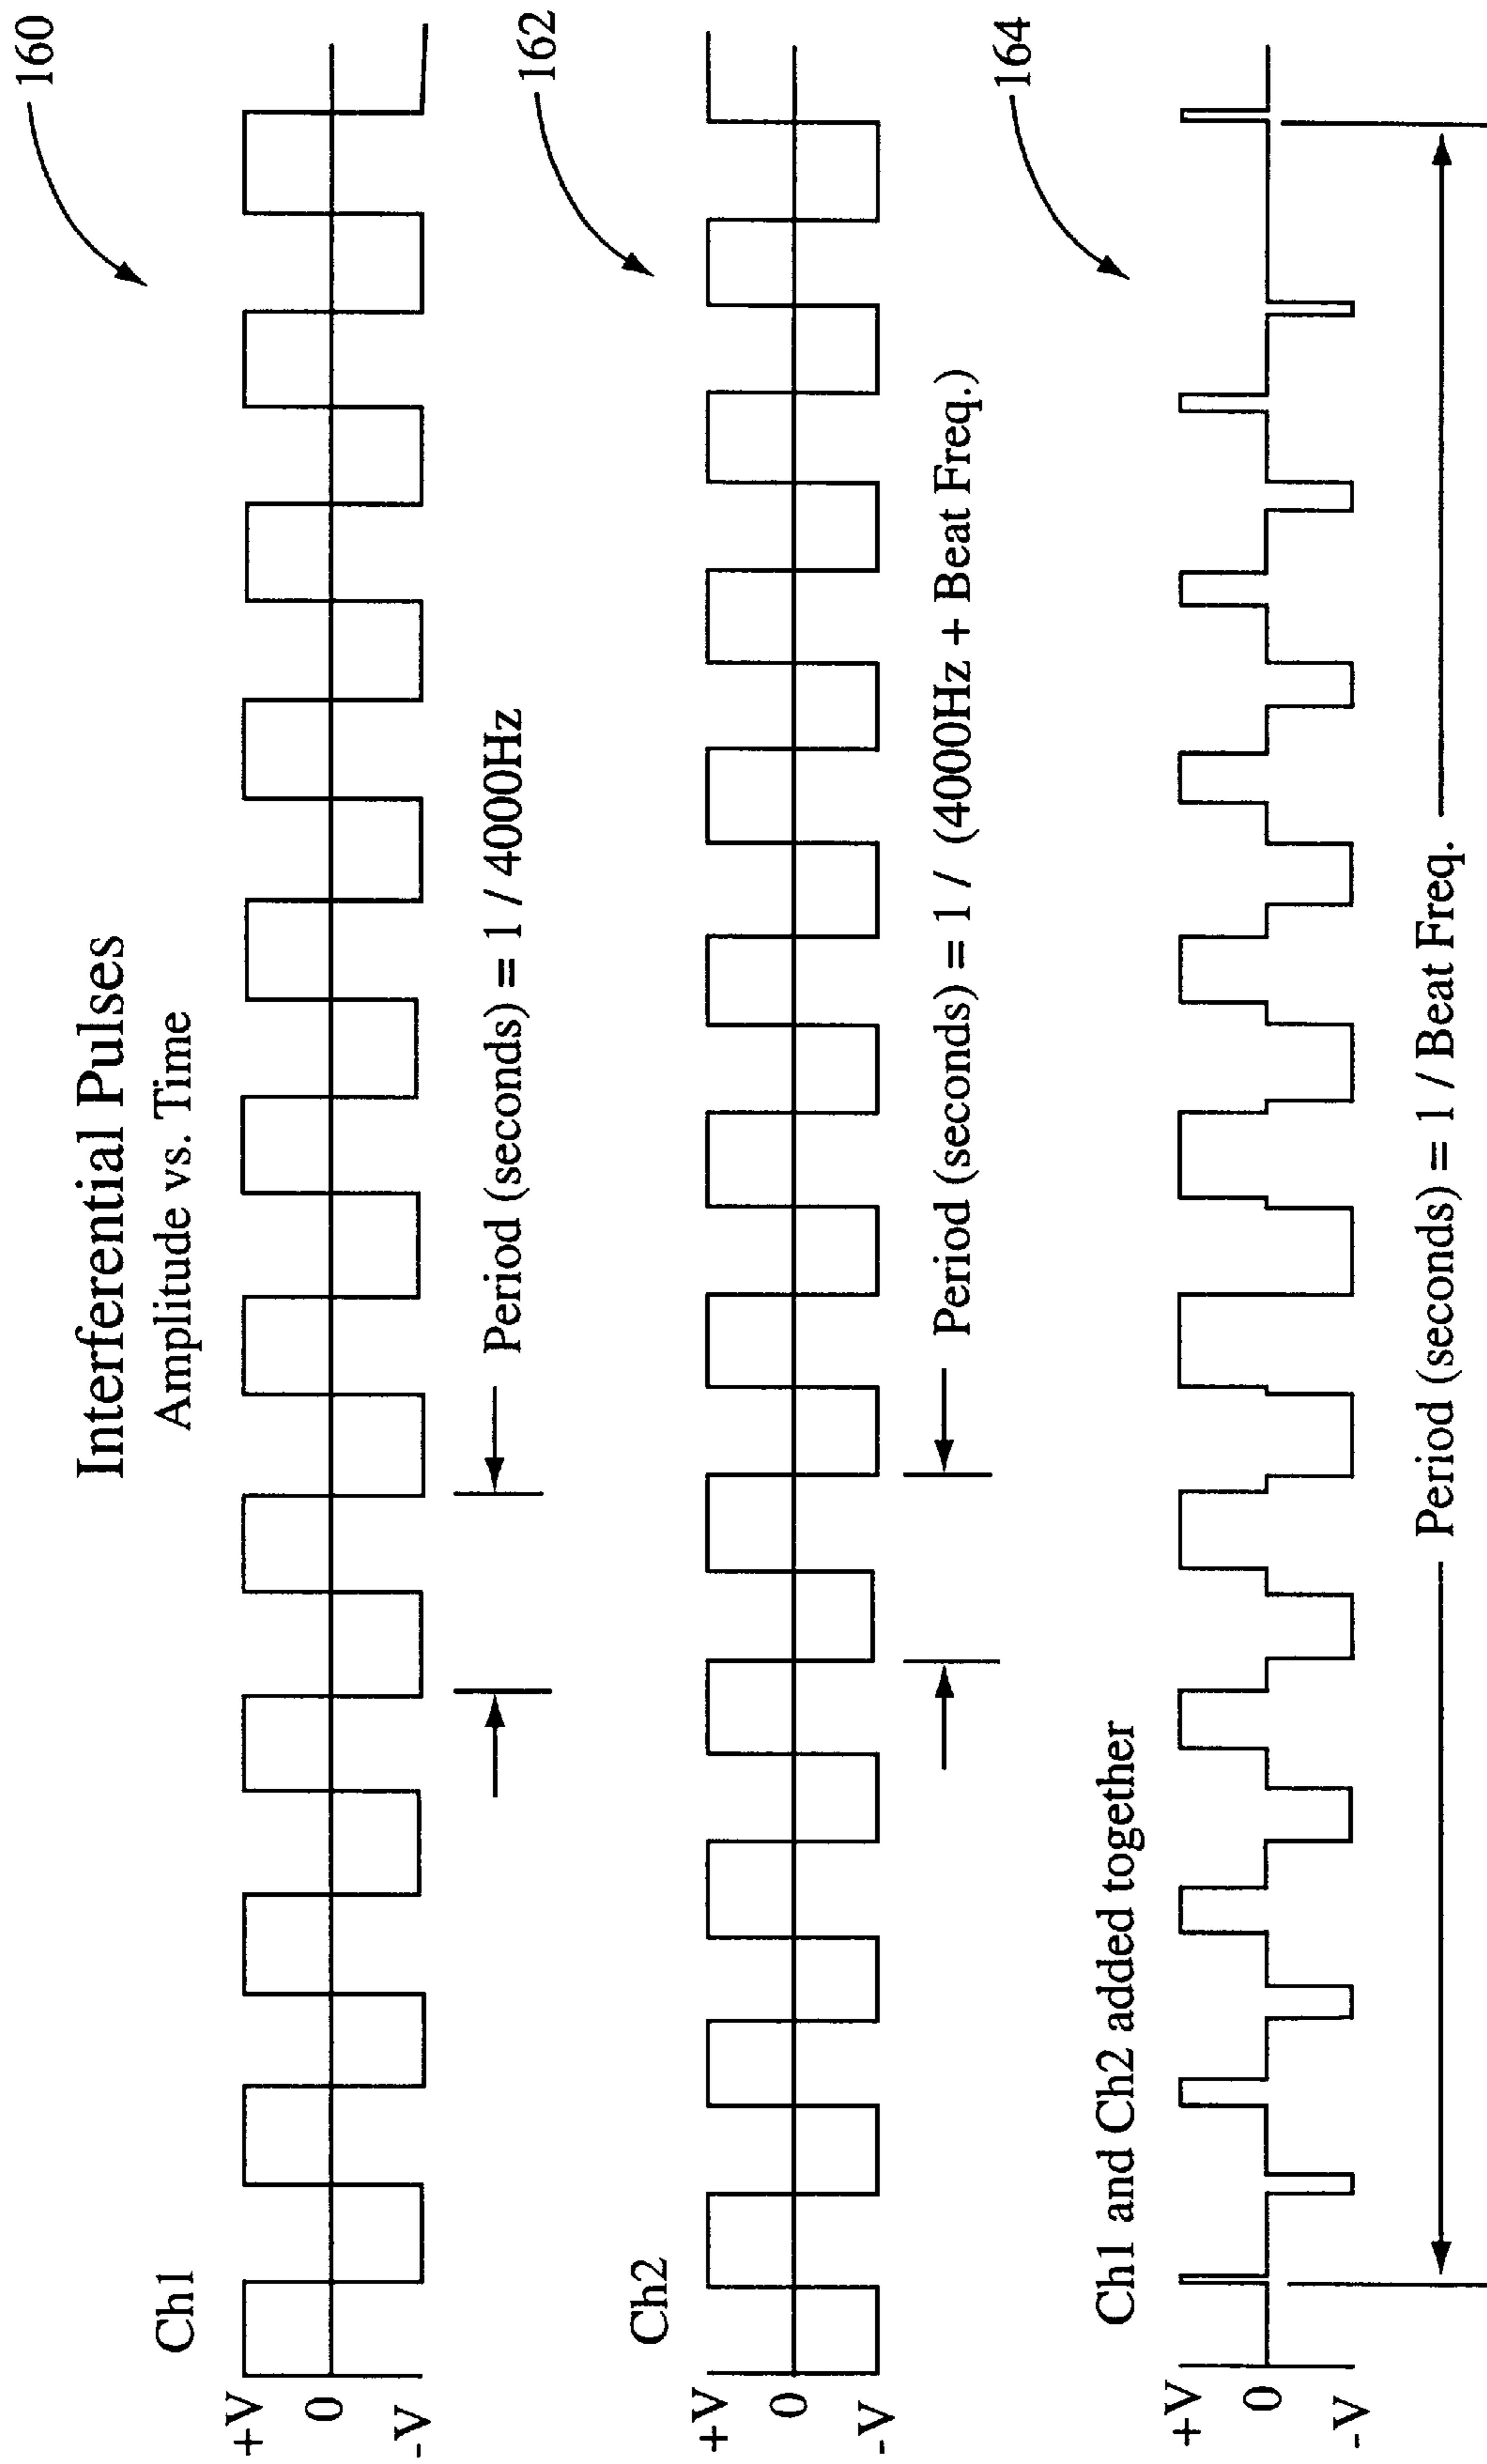 Interferential Pulses
Amplitude vs. Time
160
Ch1
+V
0
-V
Period (seconds) = 1 / 4000Hz
162
Ch2
+V
0
-V
Period (seconds) = 1 / (4000Hz + Beat Freq.)
164
Ch1 and Ch2 added together
+V
0
-V
Period (seconds) = 1 / Beat Freq.